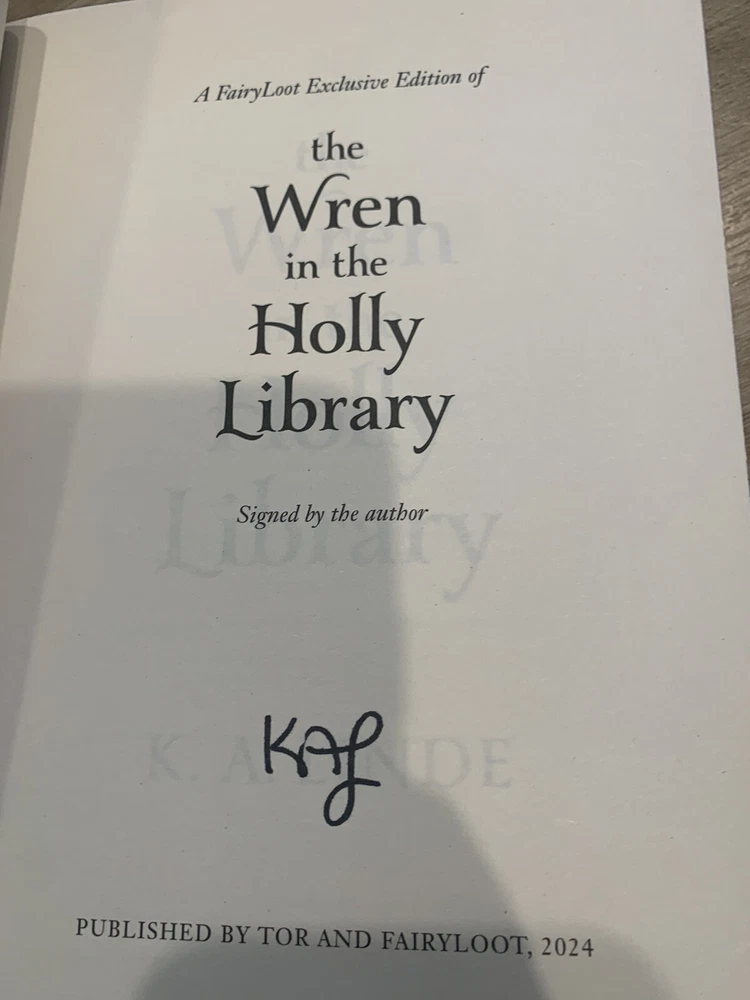 A FairyLoot Exclusive Edition of
the
Wren
in the
Holly
Library
Signed by the author
KAL
PUBLISHED BY TOR AND FAIRYLOOT, 2024